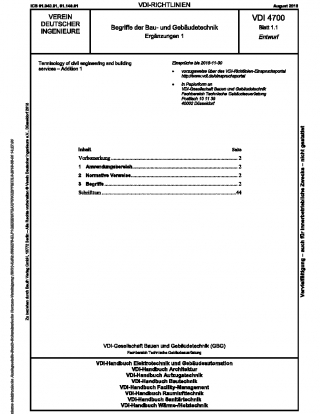 ICS 01.040.91, 91.140.01
VDI-RICHTLINIEN
August 2018
VEREIN
DEUTSCHER
INGENIEURE
Begriffe der Bau- und Gebäudetechnik
Ergänzungen 1
VDI 4700
Blatt 1.1
Entwurf
Terminology of civil engineering and building
services – Addition 1
Einsprüche bis 2018-11-30
• vorzugsweise über das VDI-Richtlinien-Einspruchsportal
http://www.vdi.de/einspruchsportal
• in Papierform an
VDI-Gesellschaft Bauen und Gebäudetechnik
Fachbereich Technische Gebäudeausrüstung
Postfach 10 11 39
40002 Düsseldorf
Inhalt Seite
Vorbemerkung 2
1 Anwendungsbereich 2
2 Normative Verweise 2
3 Begriffe 2
Schrifttum 44
Vervielfältigung – auch für innerbetriebliche Zwecke – nicht gestattet
VDI-Gesellschaft Bauen und Gebäudetechnik (GBG)
Fachbereich Technische Gebäudeausrüstung
VDI-Handbuch Elektrotechnik und Gebäudeautomation
VDI-Handbuch Architektur
VDI-Handbuch Aufzugstechnik
VDI-Handbuch Bautechnik
VDI-Handbuch Facility-Management
VDI-Handbuch Raumlufttechnik
VDI-Handbuch Sanitärtechnik
VDI-Handbuch Wärme-/Heiztechnik